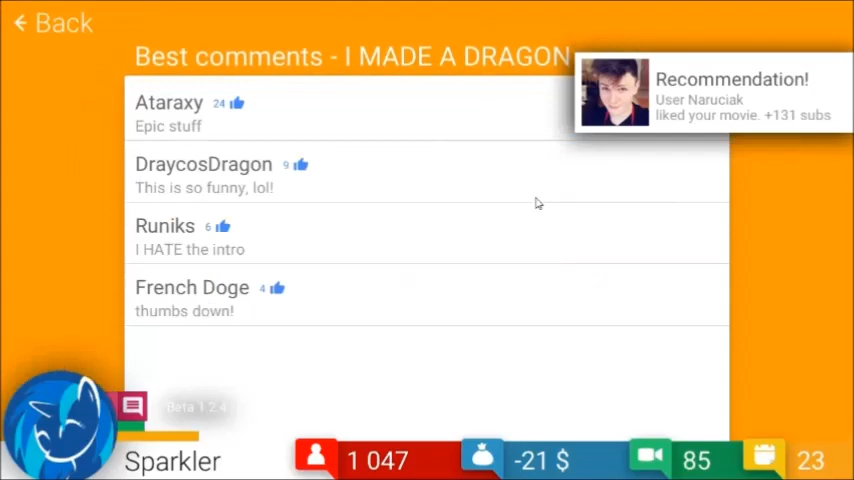 Back
Best comments - I MADE A DRAGON
Recommendation!
User Naruciak
liked your movie. +131 subs
Ataraxy 24
Epic stuff
DraycosDragon 9
This is so funny, lol!
Runiks 6
I HATE the intro
French Doge 4
thumbs down!
Beta 1.2.4
Sparkler
1 047
-21 $
85
23